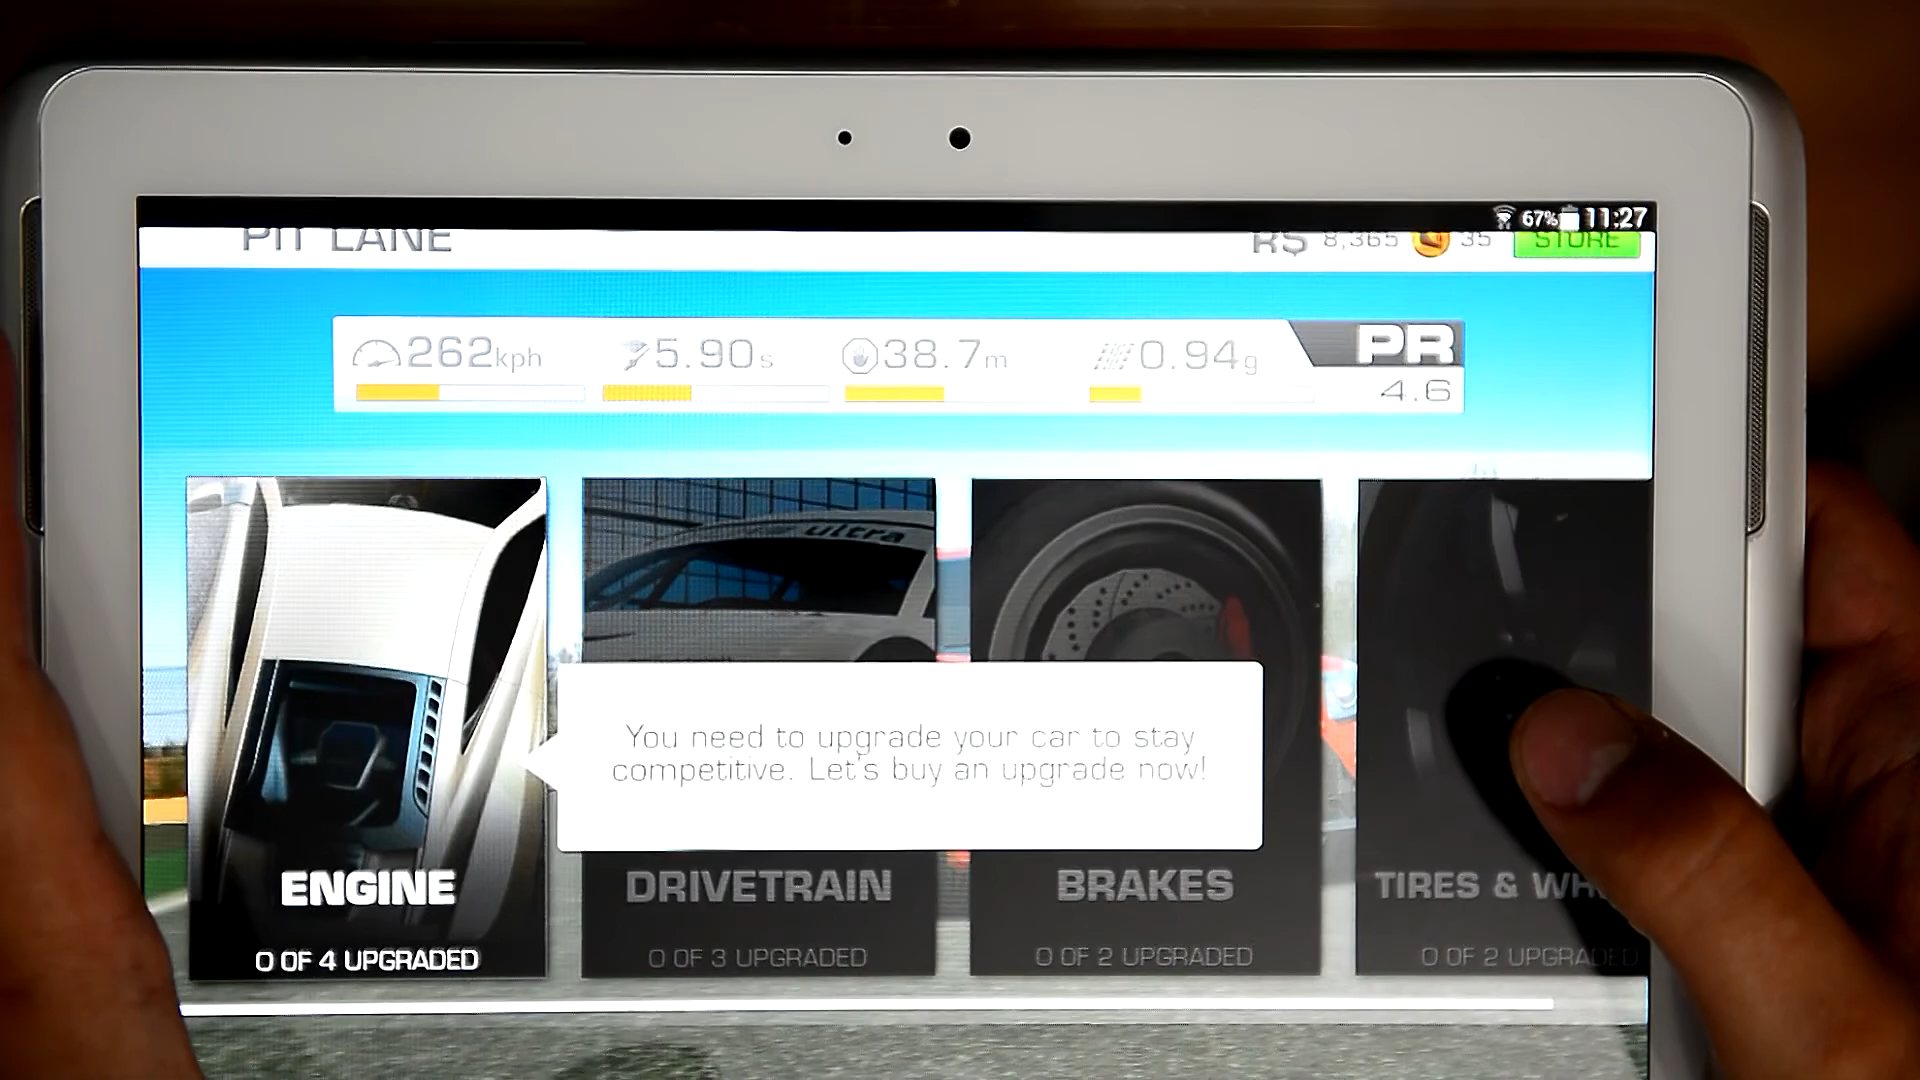 67% 11:27
PIT LANE
R$ 8,365 35 STORE
262kph 5.90s 38.7m 0.94g PR
4.6
ultra
You need to upgrade your car to stay
competitive. Let's buy an upgrade now!
ENGINE DRIVETRAIN BRAKES TIRES &
0 OF 4 UPGRADED 0 OF 3 UPGRADED 0 OF 2 UPGRADED 0 OF 2 UPGRADED